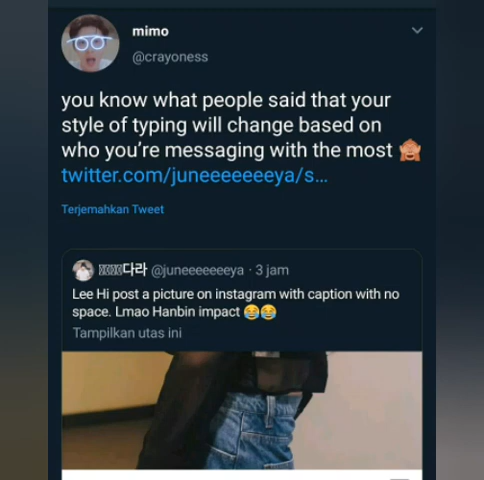 mimo
@crayoness
you know what people said that your
style of typing will change based on
who you're messaging with the most 🙈
twitter.com/juneeeeeeeya/s...
Terjemahkan Tweet
다라 @juneeeeeeeya · 3 jam
Lee Hi post a picture on instagram with caption with no
space. Lmao Hanbin impact 😂😂
Tampilkan utas ini